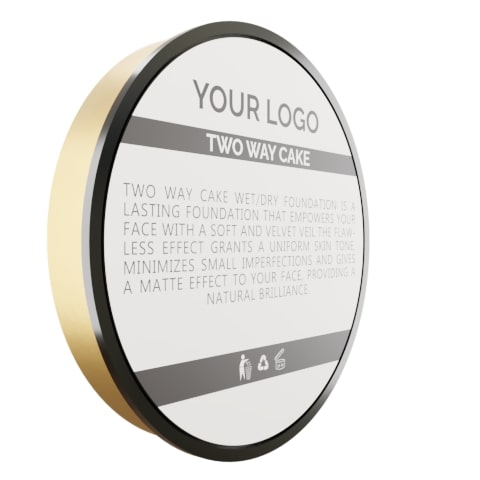 YOUR LOGO
TWO WAY CAKE
TWO WAY CAKE WET/DRY FOUNDATION IS A
LASTING FOUNDATION THAT EMPOWERS YOUR
FACE WITH A SOFT AND VELVET VEIL THE FLAW-
LESS EFFECT GRANTS A UNIFORM SKIN TONE,
MINIMIZES SMALL IMPERFECTIONS AND GIVES
A MATTE EFFECT TO YOUR FACE, PROVIDING A
NATURAL BRILLIANCE.